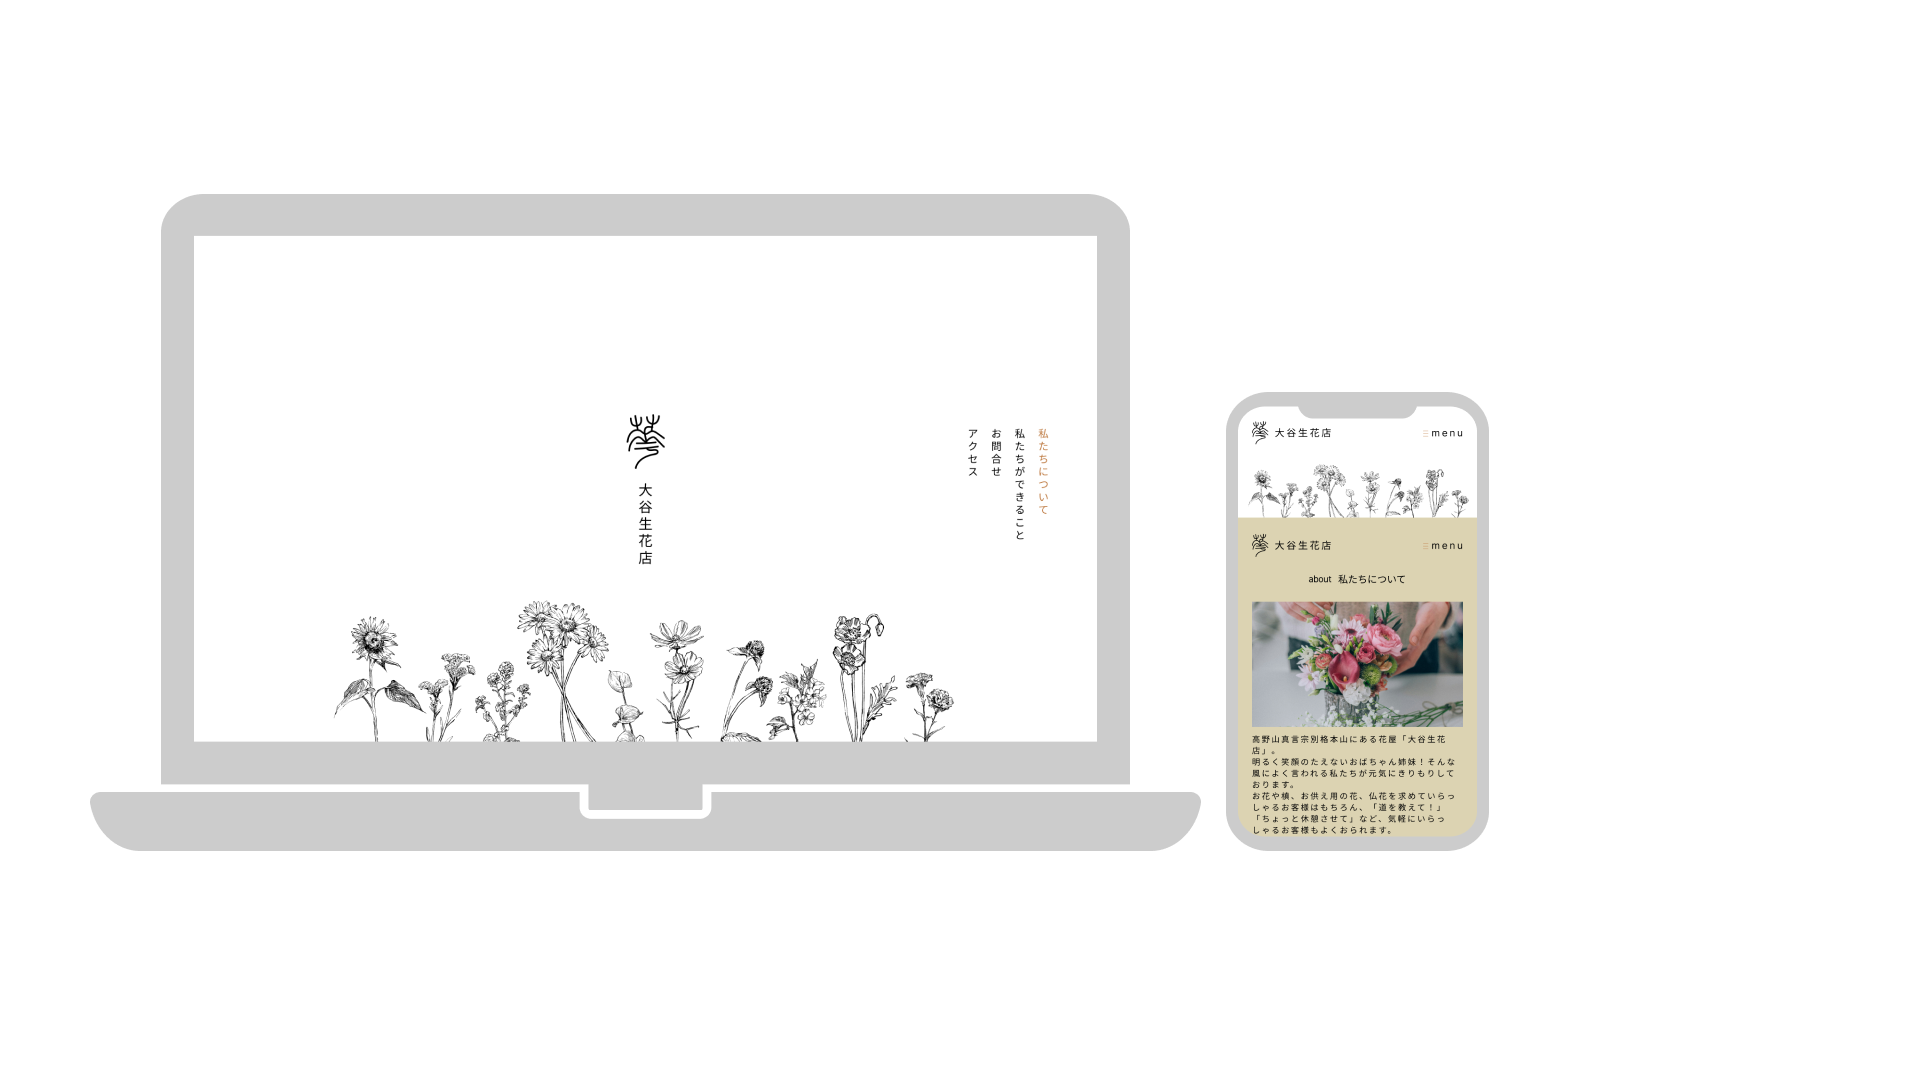 華
大谷生花店
私たちについて
私たちができること
お問合せ
アクセス
華 大谷生花店
menu
華 大谷生花店
menu
about 私たちについて
高野山真言宗別格本山にある花屋「大谷生花
店」。
明るく笑顔のたえないおばちゃん姉妹！そんな
風によく言われる私たちが元気にきりもりして
おります。
お花や槙、お供え用の花、仏花を求めていらっ
しゃるお客様はもちろん、「道を教えて！」
「ちょっと休憩させて」など、気軽にいらっ
しゃるお客様もよくおられます。